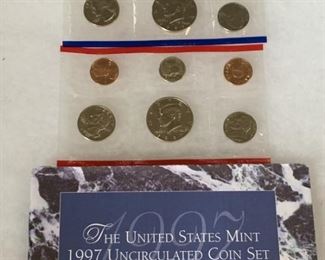 1997
THE UNITED STATES MINT
1997 UNCIRCULATED COIN SET